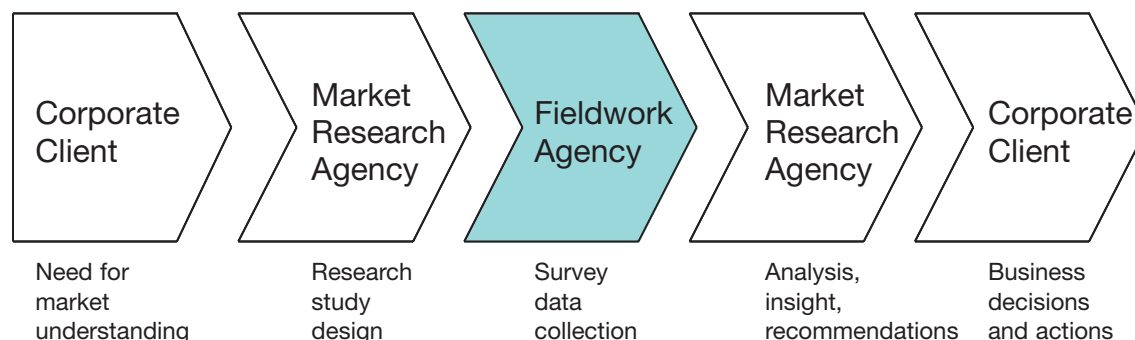 Corporate
Client
Market
Research
Agency
Fieldwork
Agency
Market
Research
Agency
Corporate
Client
Need for
market
understanding
Research
study
design
Survey
data
collection
Analysis,
insight,
recommendations
Business
decisions
and actions